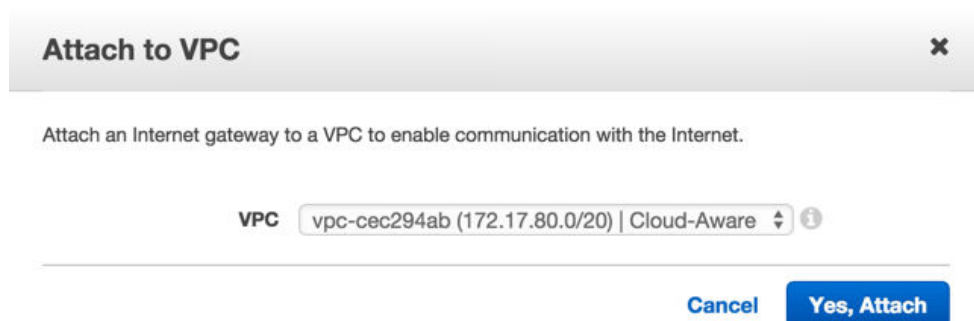 Attach to VPC
Attach an Internet gateway to a VPC to enable communication with the Internet.
VPC vpc-cec294ab (172.17.80.0/20) | Cloud-Aware
Cancel Yes, Attach